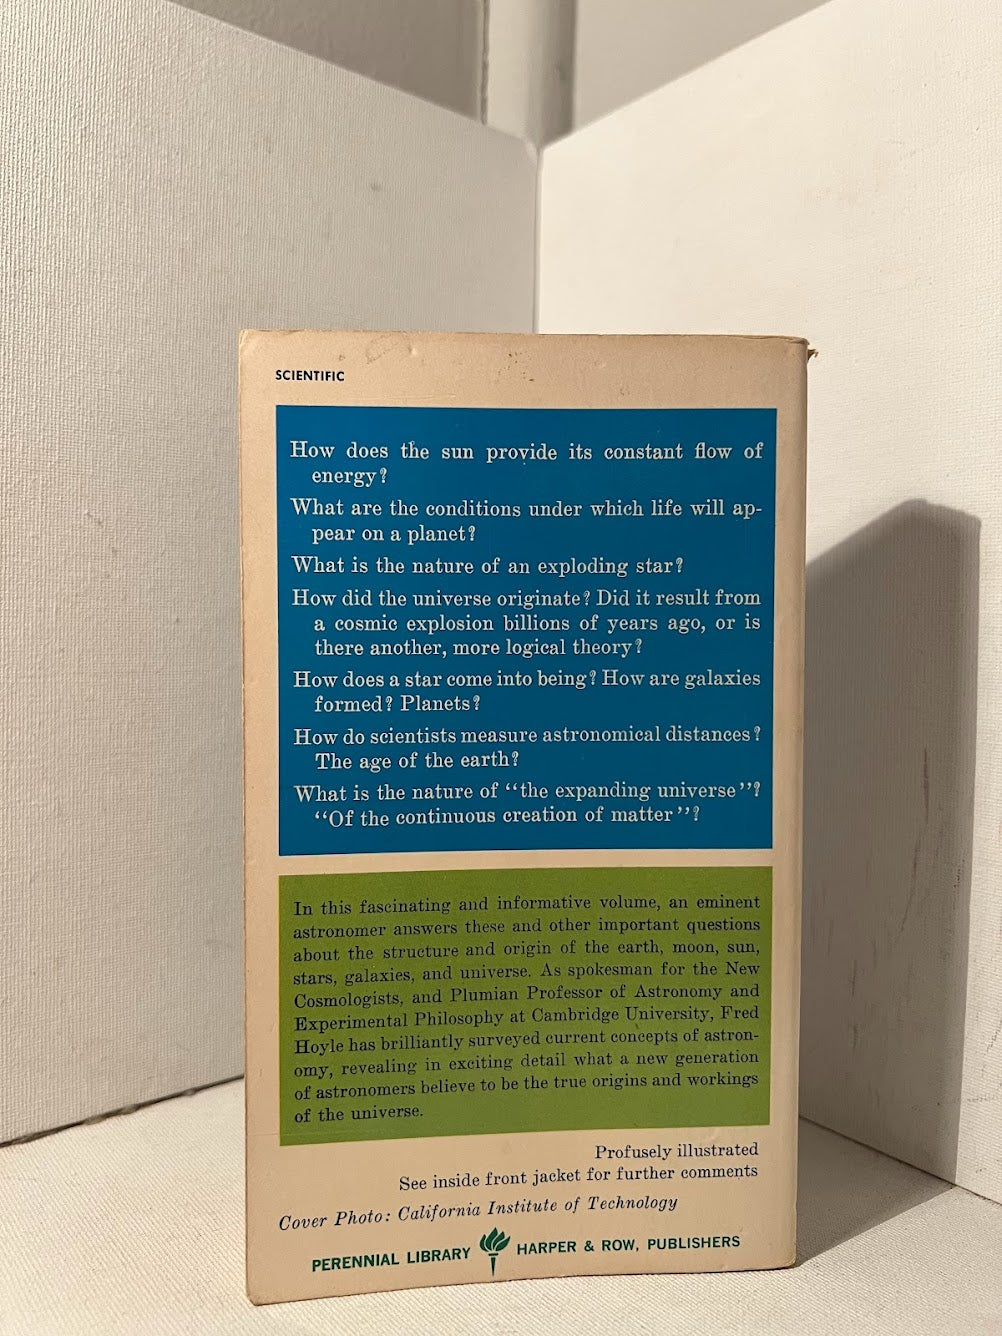 SCIENTIFIC
How does the sun provide its constant flow of
energy?
What are the conditions under which life will ap-
pear on a planet?
What is the nature of an exploding star?
How did the universe originate? Did it result from
a cosmic explosion billions of years ago, or is
there another, more logical theory?
How does a star come into being? How are galaxies
formed? Planets?
How do scientists measure astronomical distances?
The age of the earth?
What is the nature of “the expanding universe”?
“Of the continuous creation of matter”?
In this fascinating and informative volume, an eminent
astronomer answers these and other important questions
about the structure and origin of the earth, moon, sun,
stars, galaxies, and universe. As spokesman for the New
Cosmologists, and Plumian Professor of Astronomy and
Experimental Philosophy at Cambridge University, Fred
Hoyle has brilliantly surveyed current concepts of astron-
omy, revealing in exciting detail what a new generation
of astronomers believe to be the true origins and workings
of the universe.
Profusely illustrated
See inside front jacket for further comments
Cover Photo: California Institute of Technology
PERENNIAL LIBRARY HARPER & ROW, PUBLISHERS